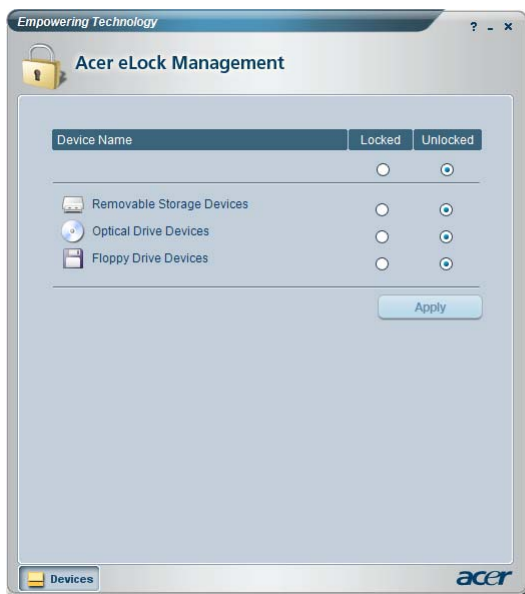 Empowering Technology
? - ×
Acer eLock Management
Device Name Locked Unlocked
Removable Storage Devices
Optical Drive Devices
Floppy Drive Devices
Apply
Devices
acer